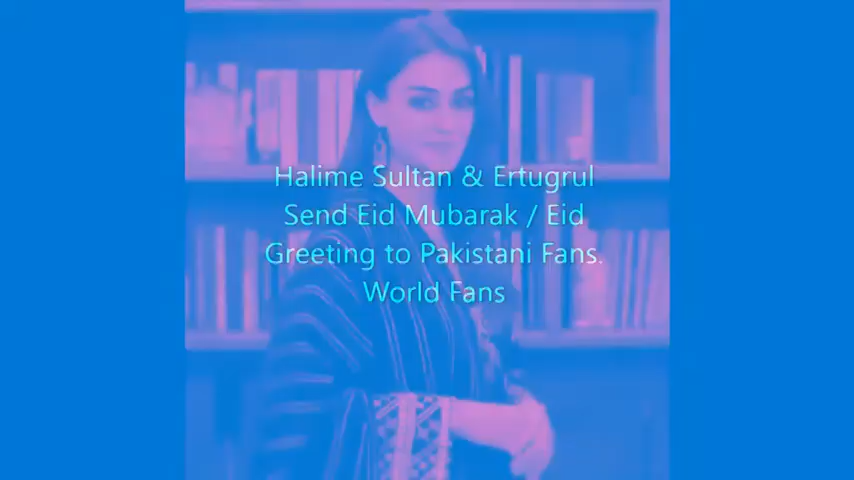 Halime Sultan & Ertugrul
Send Eid Mubarak / Eid
Greeting to Pakistani Fans.
World Fans